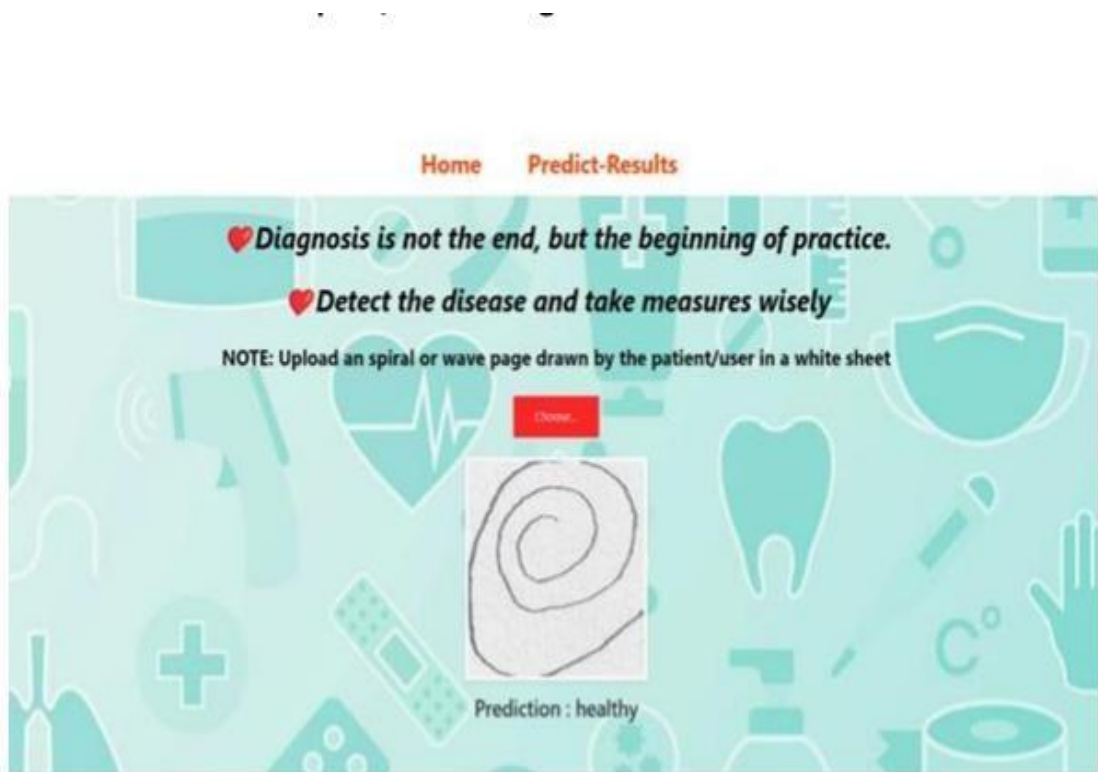 Home Predict-Results
Diagnosis is not the end, but the beginning of practice.
Detect the disease and take measures wisely
NOTE: Upload an spiral or wave page drawn by the patient/user in a white sheet
Choose...
Prediction : healthy
C°